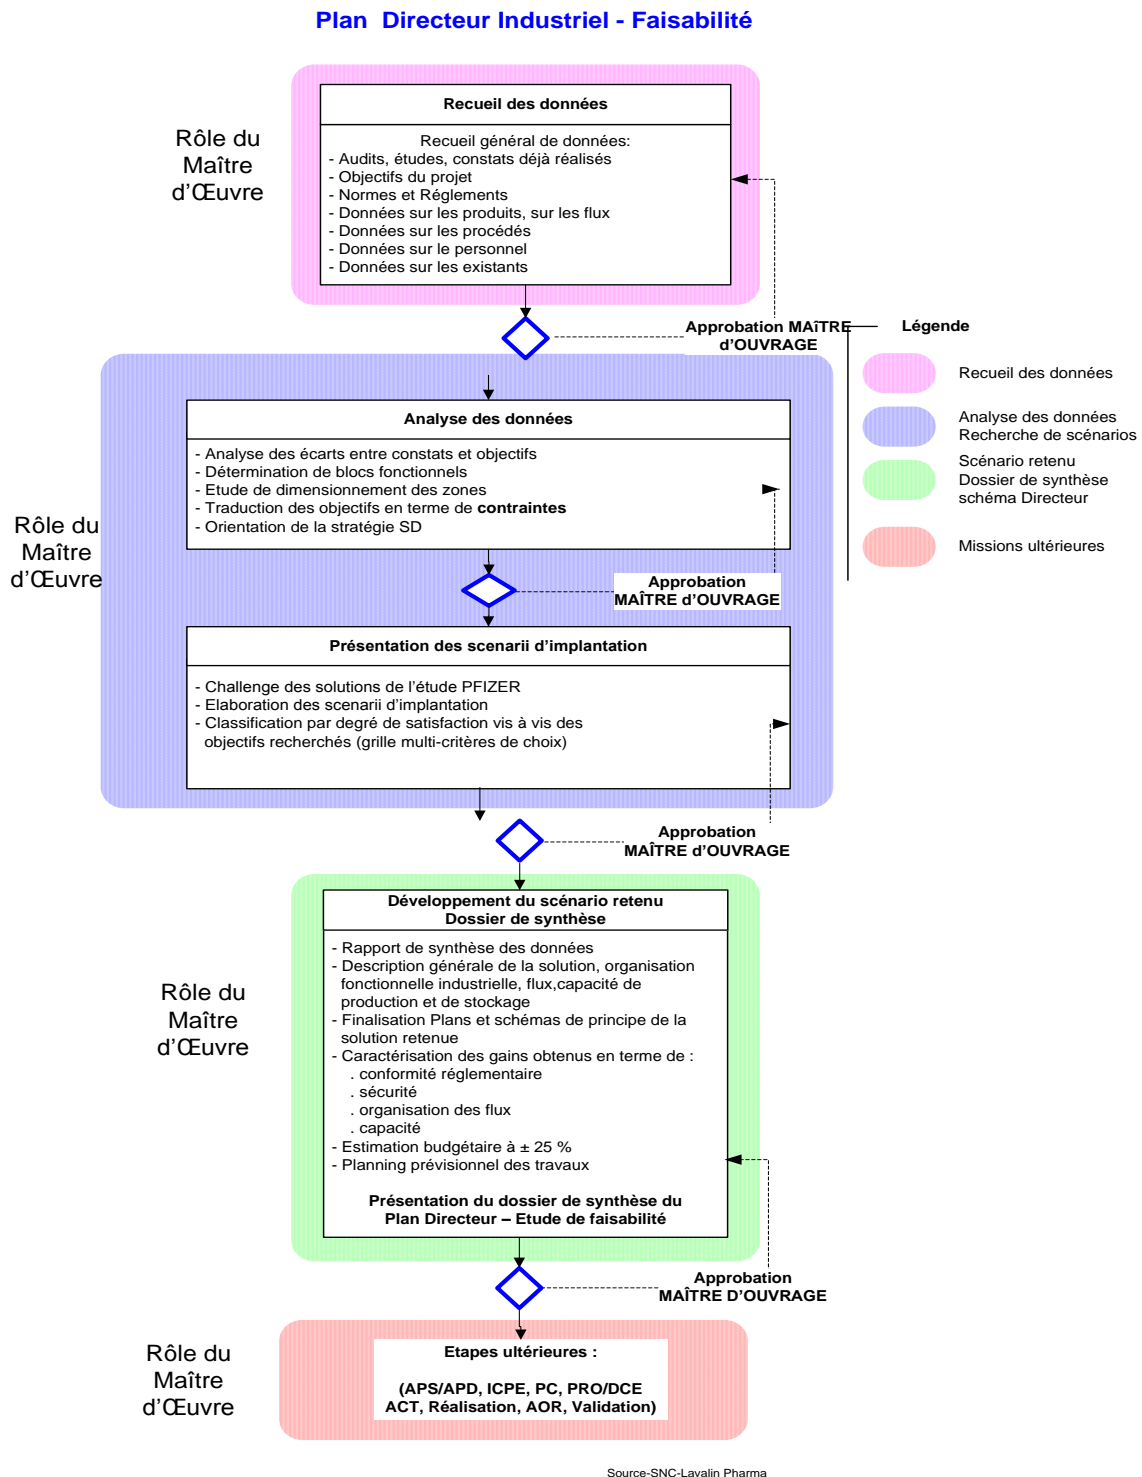 Plan Directeur Industriel - Faisabilité
Rôle du
Maître
d'Œuvre
Recueil des données
Recueil général de données:
- Audits, études, constats déjà réalisés
- Objectifs du projet
- Normes et Réglements
- Données sur les produits, sur les flux
- Données sur les procédés
- Données sur le personnel
- Données sur les existants
Approbation MAîTRE
d'OUVRAGE
Légende
Recueil des données
Analyse des données
Recherche de scénarios
Scénario retenu
Dossier de synthèse
schéma Directeur
Missions ultérieures
Rôle du
Maître
d'Œuvre
Analyse des données
- Analyse des écarts entre constats et objectifs
- Détermination de blocs fonctionnels
- Etude de dimensionnement des zones
- Traduction des objectifs en terme de contraintes
- Orientation de la stratégie SD
Approbation
MAÎTRE d'OUVRAGE
Présentation des scenarii d'implantation
- Challenge des solutions de l'étude PFIZER
- Elaboration des scenarii d'implantation
- Classification par degré de satisfaction vis à vis des
objectifs recherchés (grille multi-critères de choix)
Approbation
MAÎTRE d'OUVRAGE
Rôle du
Maître
d'Œuvre
Développement du scénario retenu
Dossier de synthèse
- Rapport de synthèse des données
- Description générale de la solution, organisation
fonctionnelle industrielle, flux,capacité de
production et de stockage
- Finalisation Plans et schémas de principe de la
solution retenue
- Caractérisation des gains obtenus en terme de :
. conformité réglementaire
. sécurité
. organisation des flux
. capacité
- Estimation budgétaire à ± 25 %
- Planning prévisionnel des travaux
Présentation du dossier de synthèse du
Plan Directeur – Etude de faisabilité
Approbation
MAÎTRE D'OUVRAGE
Rôle du
Maître
d'Œuvre
Etapes ultérieures :
(APS/APD, ICPE, PC, PRO/DCE
ACT, Réalisation, AOR, Validation)
Source-SNC-Lavalin Pharma